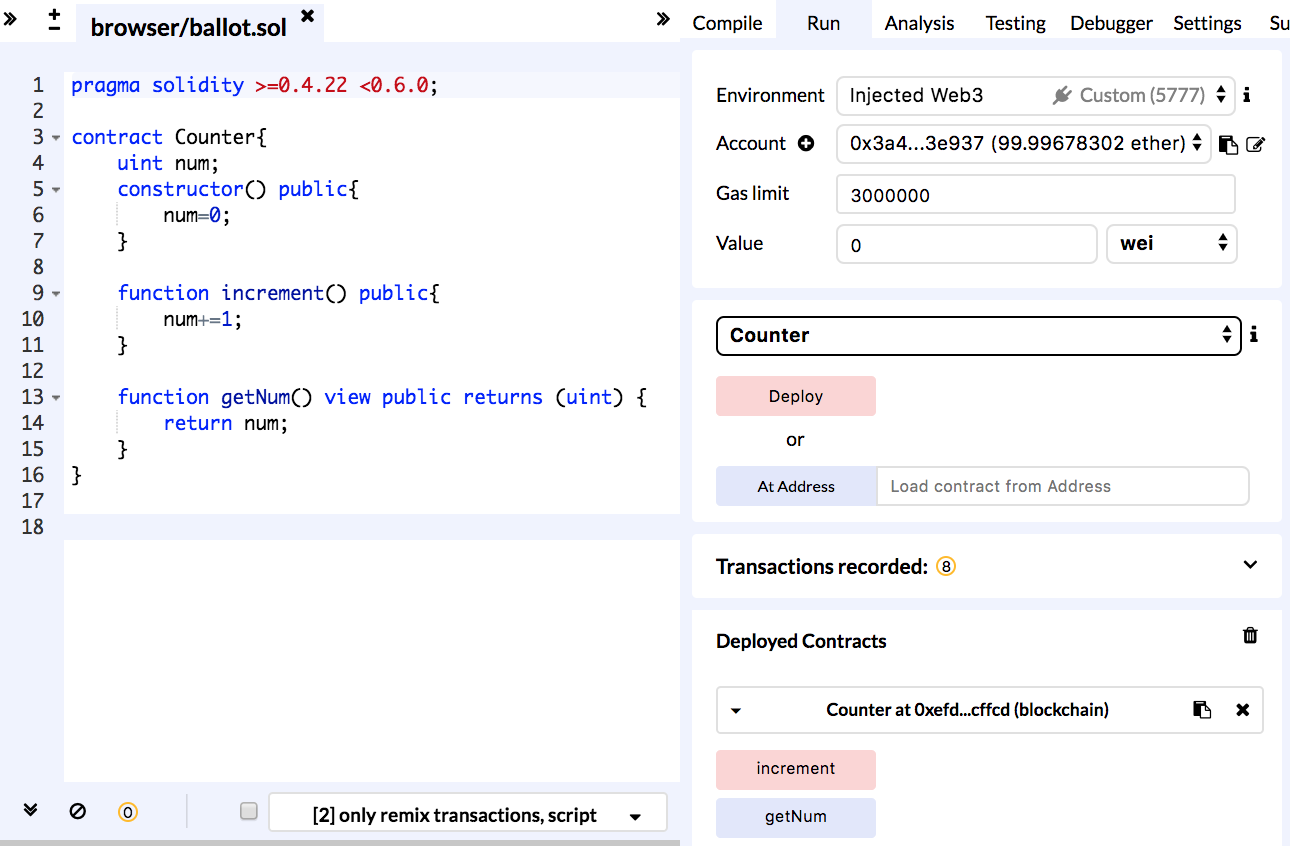 browser/ballot.sol
1 pragma solidity >=0.4.22 <0.6.0;
2
3 contract Counter{
4 uint num;
5 constructor() public{
6 num=0;
7 }
8
9 function increment() public{
10 num+=1;
11 }
12
13 function getNum() view public returns (uint) {
14 return num;
15 }
16 }
17
18
0
[2] only remix transactions, script
Compile Run Analysis Testing Debugger Settings Su
Environment Injected Web3 Custom (5777)
Account 0x3a4...3e937 (99.99678302 ether)
Gas limit 3000000
Value 0 wei
Counter
Deploy
or
At Address Load contract from Address
Transactions recorded: 8
Deployed Contracts
Counter at 0xefd...cffcd (blockchain)
increment
getNum